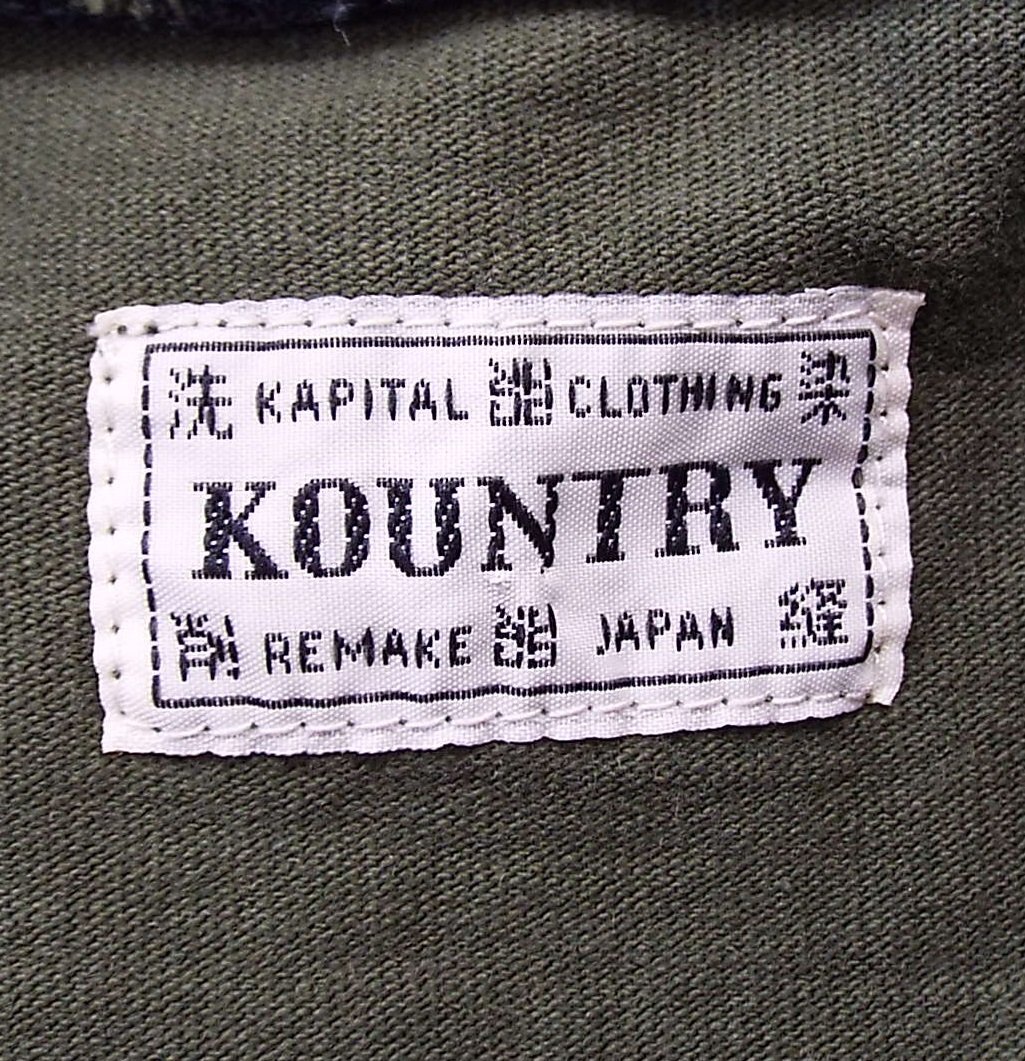 洗 KAPITAL CLOTHING 染
KOUNTRY
REMAKE JAPAN 縫